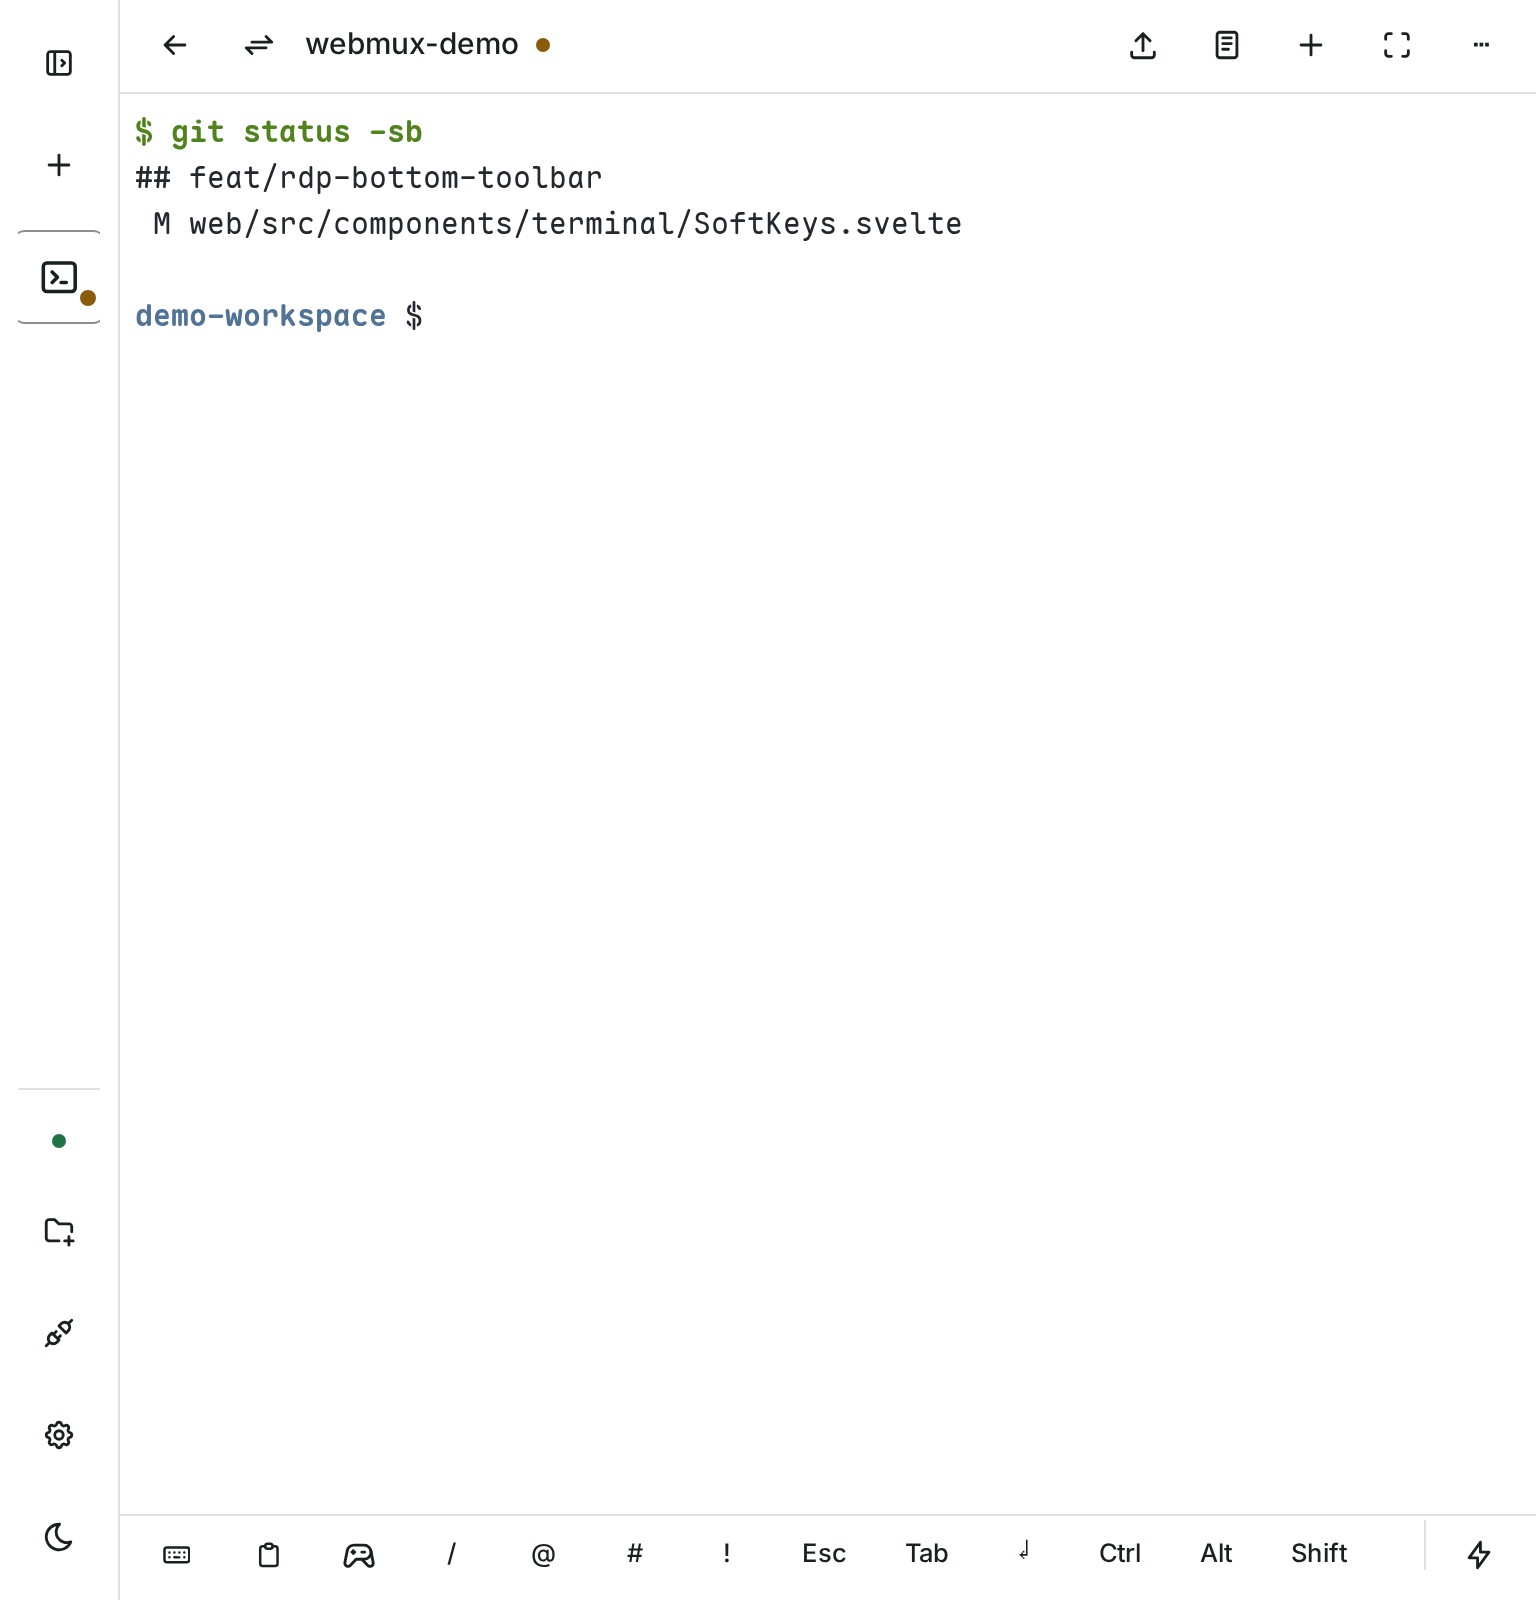 webmux-demo
$ git status -sb
## feat/rdp-bottom-toolbar
 M web/src/components/terminal/SoftKeys.svelte
demo-workspace $
/ @ # ! Esc Tab ↲ Ctrl Alt Shift